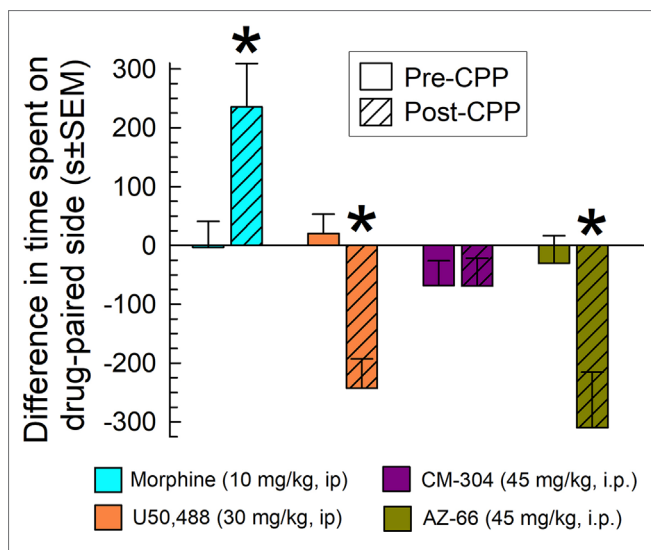 Difference in time spent on
drug-paired side (s±SEM)
300
200
100
0
-100
-200
-300
*
*
*
Pre-CPP
Post-CPP
Morphine (10 mg/kg, ip)
U50,488 (30 mg/kg, ip)
CM-304 (45 mg/kg, i.p.)
AZ-66 (45 mg/kg, i.p.)